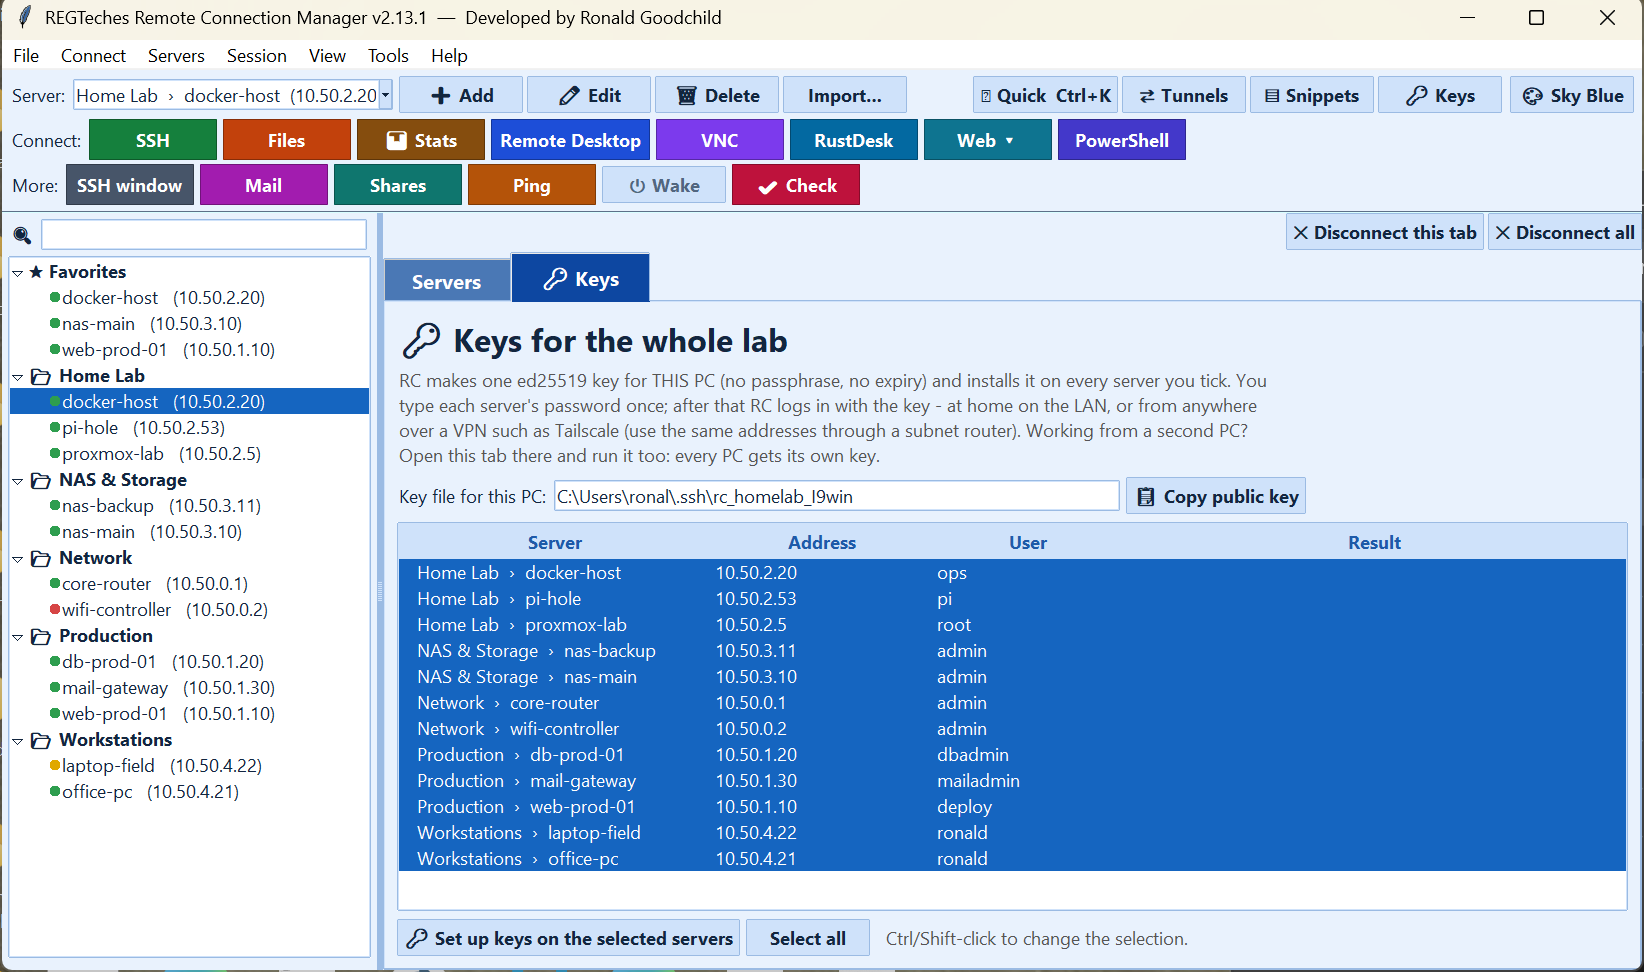 REGTeches Remote Connection Manager v2.13.1 — Developed by Ronald Goodchild
File Connect Servers Session View Tools Help
Server: Home Lab › docker-host (10.50.2.20 Add Edit Delete Import... Quick Ctrl+K Tunnels Snippets Keys Sky Blue
Connect: SSH Files Stats Remote Desktop VNC RustDesk Web PowerShell
More: SSH window Mail Shares Ping Wake Check
Disconnect this tab Disconnect all
Favorites
docker-host (10.50.2.20)
nas-main (10.50.3.10)
web-prod-01 (10.50.1.10)
Home Lab
docker-host (10.50.2.20)
pi-hole (10.50.2.53)
proxmox-lab (10.50.2.5)
NAS & Storage
nas-backup (10.50.3.11)
nas-main (10.50.3.10)
Network
core-router (10.50.0.1)
wifi-controller (10.50.0.2)
Production
db-prod-01 (10.50.1.20)
mail-gateway (10.50.1.30)
web-prod-01 (10.50.1.10)
Workstations
laptop-field (10.50.4.22)
office-pc (10.50.4.21)
Servers Keys
Keys for the whole lab
RC makes one ed25519 key for THIS PC (no passphrase, no expiry) and installs it on every server you tick. You
type each server's password once; after that RC logs in with the key - at home on the LAN, or from anywhere
over a VPN such as Tailscale (use the same addresses through a subnet router). Working from a second PC?
Open this tab there and run it too: every PC gets its own key.
Key file for this PC: C:\Users\ronal\.ssh\rc_homelab_l9win Copy public key
Server Address User Result
Home Lab › docker-host 10.50.2.20 ops
Home Lab › pi-hole 10.50.2.53 pi
Home Lab › proxmox-lab 10.50.2.5 root
NAS & Storage › nas-backup 10.50.3.11 admin
NAS & Storage › nas-main 10.50.3.10 admin
Network › core-router 10.50.0.1 admin
Network › wifi-controller 10.50.0.2 admin
Production › db-prod-01 10.50.1.20 dbadmin
Production › mail-gateway 10.50.1.30 mailadmin
Production › web-prod-01 10.50.1.10 deploy
Workstations › laptop-field 10.50.4.22 ronald
Workstations › office-pc 10.50.4.21 ronald
Set up keys on the selected servers Select all Ctrl/Shift-click to change the selection.